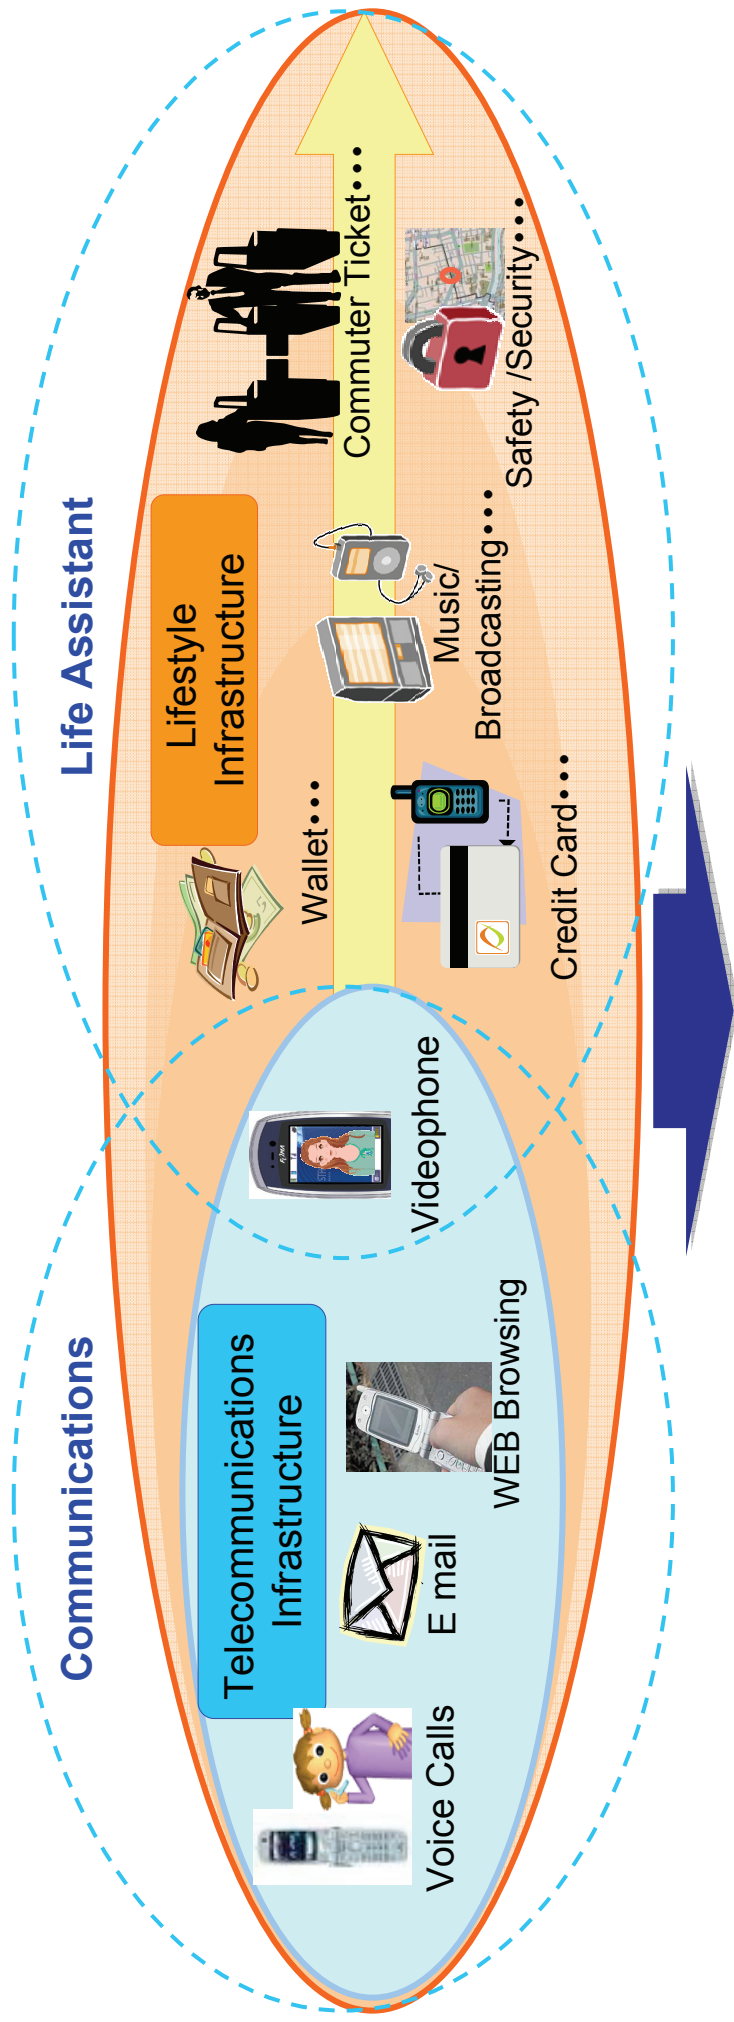 Communications
Life Assistant
Telecommunications
Infrastructure
Lifestyle
Infrastructure
Voice Calls
E mail
WEB Browsing
Videophone
Wallet•••
Credit Card•••
Music/
Broadcasting•••
Commuter Ticket••••
Safety /Security••••